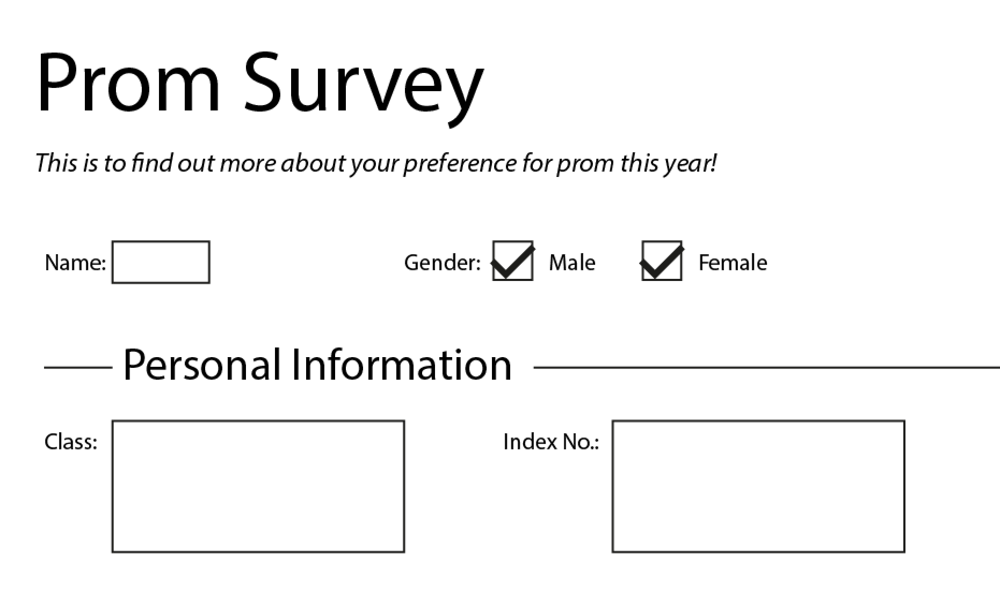 Prom Survey
This is to find out more about your preference for prom this year!
Name: Gender: Male Female
Personal Information
Class: Index No.: